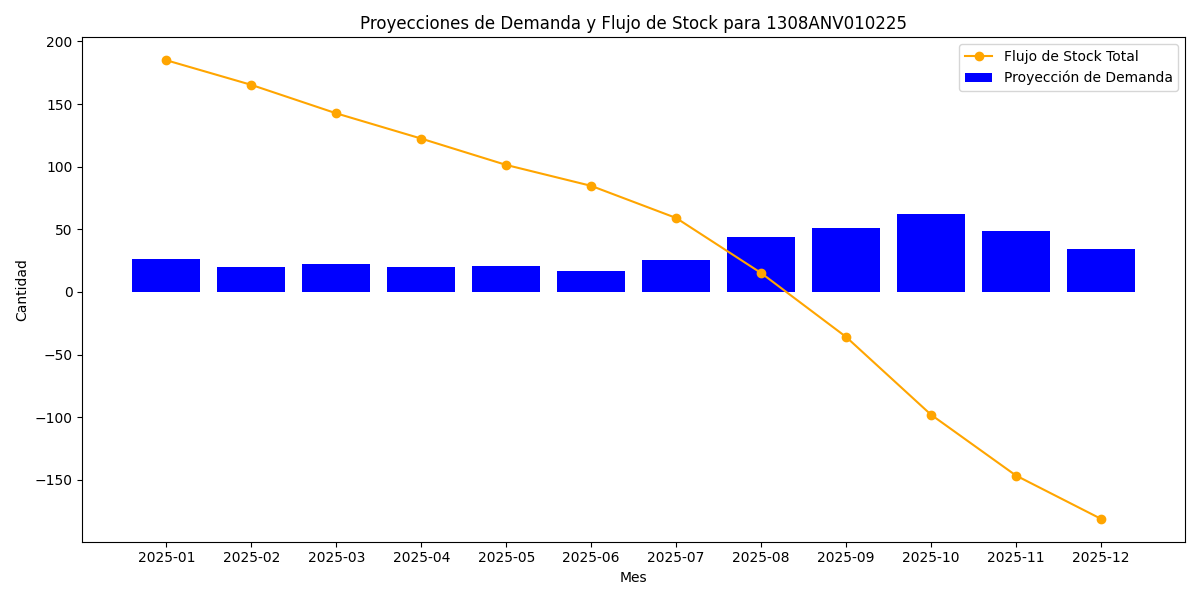 Proyecciones de Demanda y Flujo de Stock para 1308ANV010225
Flujo de Stock Total
Proyección de Demanda
Cantidad
200
150
100
50
0
−50
−100
−150
2025-01 2025-02 2025-03 2025-04 2025-05 2025-06 2025-07 2025-08 2025-09 2025-10 2025-11 2025-12
Mes